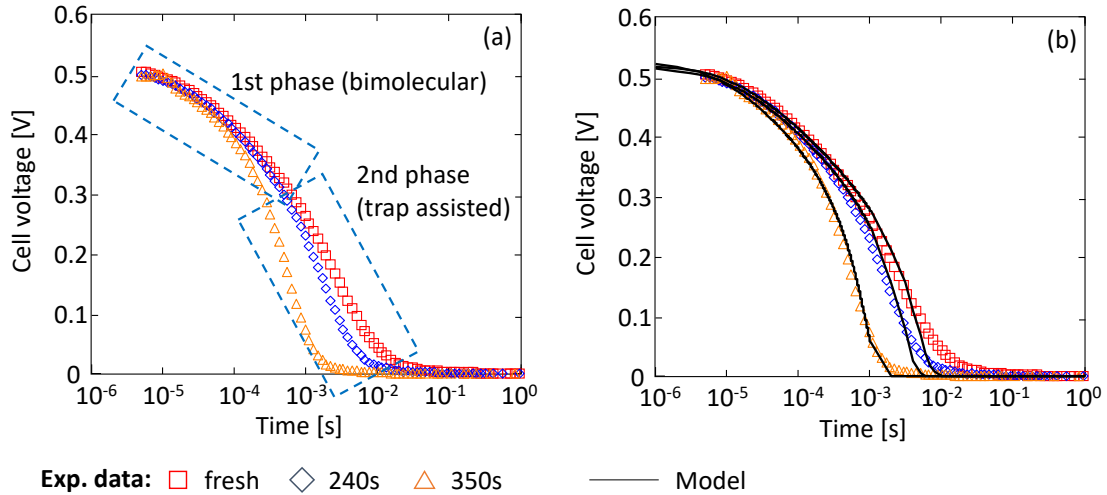 (a)
0.6
0.5
0.4
0.3
0.2
0.1
0
Cell voltage [V]
1st phase (bimolecular)
2nd phase
(trap assisted)
10-6 10-5 10-4 10-3 10-2 10-1 100
Time [s]
(b)
0.6
0.5
0.4
0.3
0.2
0.1
0
Cell voltage [V]
10-6 10-5 10-4 10-3 10-2 10-1 100
Time [s]
Exp. data: fresh 240s 350s Model